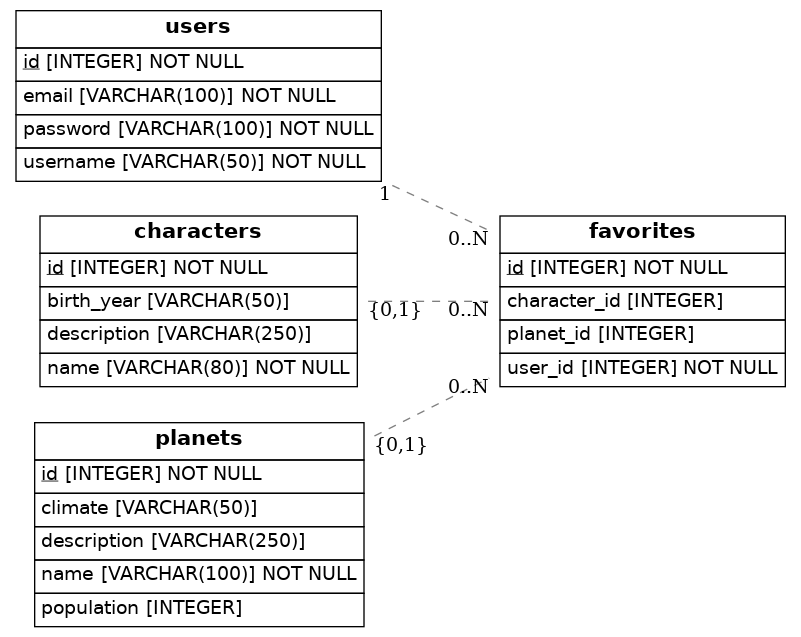 users
id [INTEGER] NOT NULL
email [VARCHAR(100)] NOT NULL
password [VARCHAR(100)] NOT NULL
username [VARCHAR(50)] NOT NULL
1
0..N
characters
id [INTEGER] NOT NULL
birth_year [VARCHAR(50)]
description [VARCHAR(250)]
name [VARCHAR(80)] NOT NULL
{0,1}
0..N
favorites
id [INTEGER] NOT NULL
character_id [INTEGER]
planet_id [INTEGER]
user_id [INTEGER] NOT NULL
0..N
{0,1}
planets
id [INTEGER] NOT NULL
climate [VARCHAR(50)]
description [VARCHAR(250)]
name [VARCHAR(100)] NOT NULL
population [INTEGER]